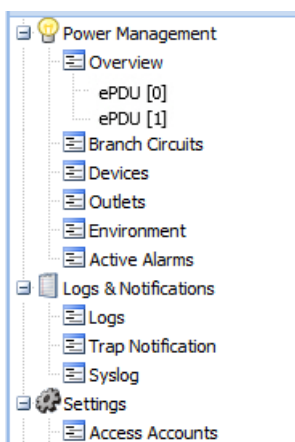 Power Management
Overview
ePDU [0]
ePDU [1]
Branch Circuits
Devices
Outlets
Environment
Active Alarms
Logs & Notifications
Logs
Trap Notification
Syslog
Settings
Access Accounts